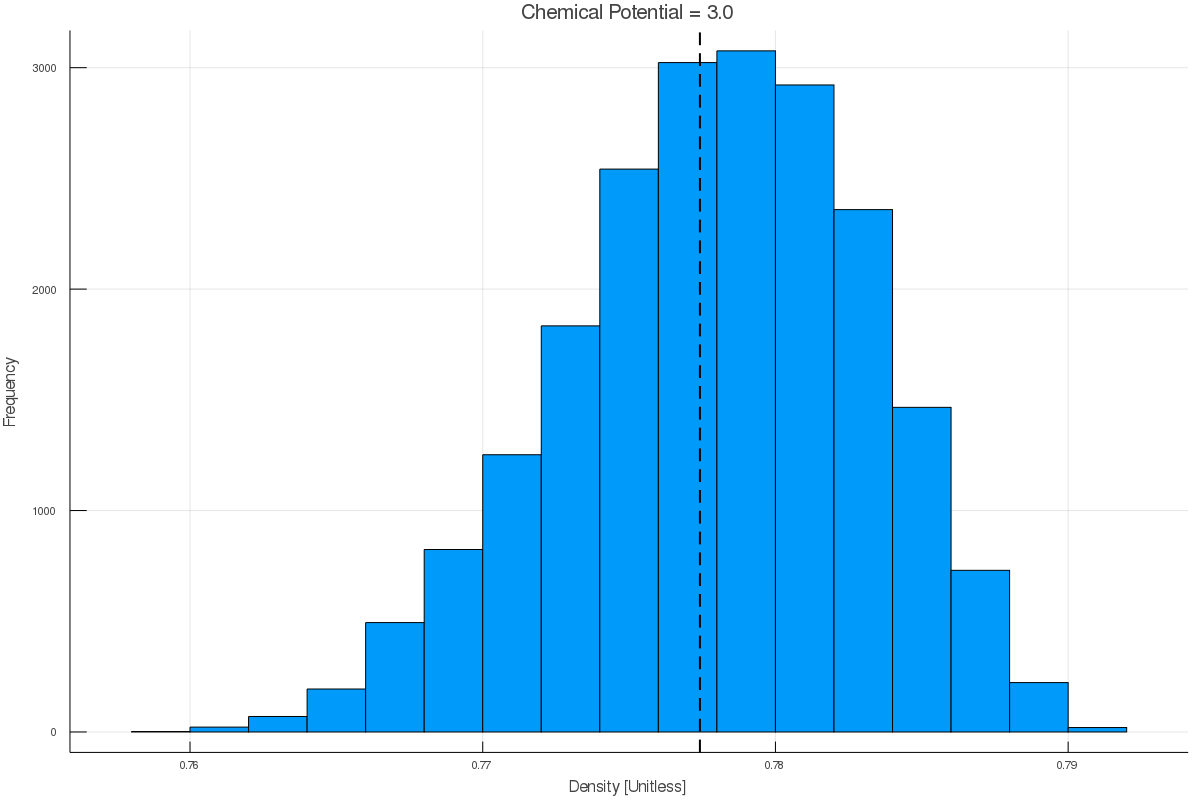 Chemical Potential = 3.0
3000
2000
1000
0
Frequency
0.76
0.77
0.78
0.79
Density [Unitless]